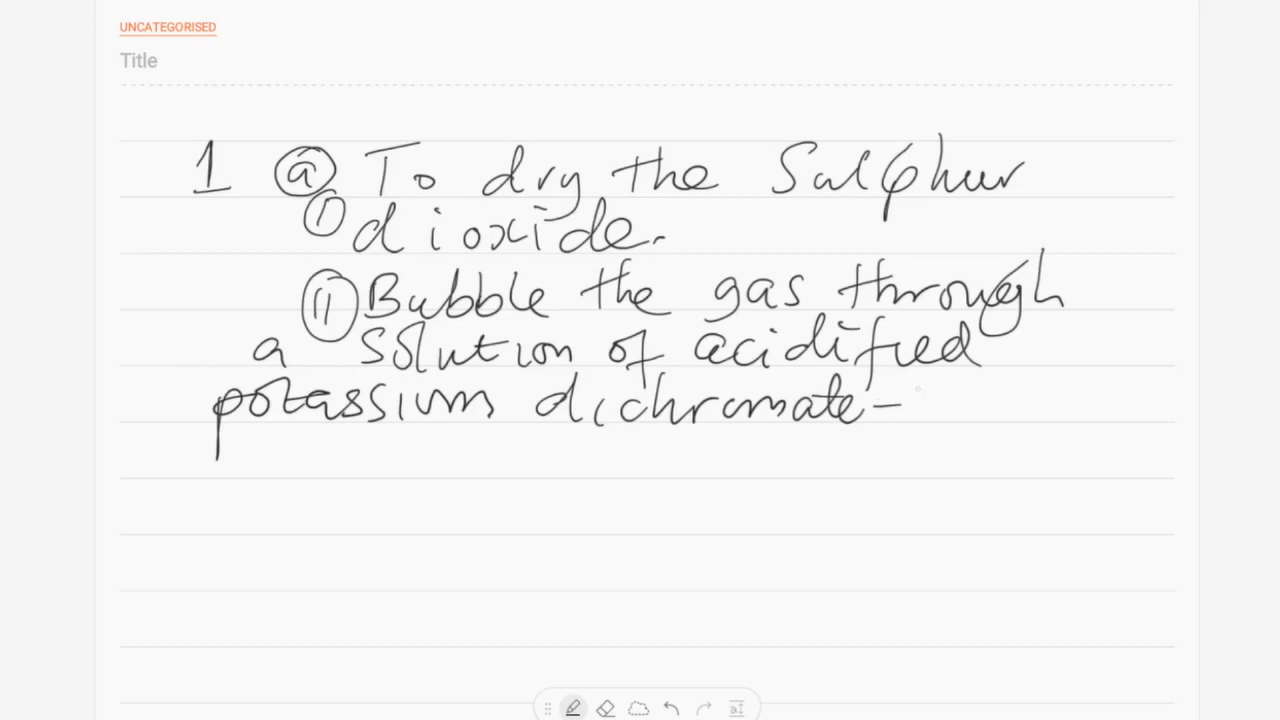 UNCATEGORISED
Title
1 (a) To dry the Sulphur
(i) dioxide.
(ii) Bubble the gas through
a solution of acidified
potassium dichromate-